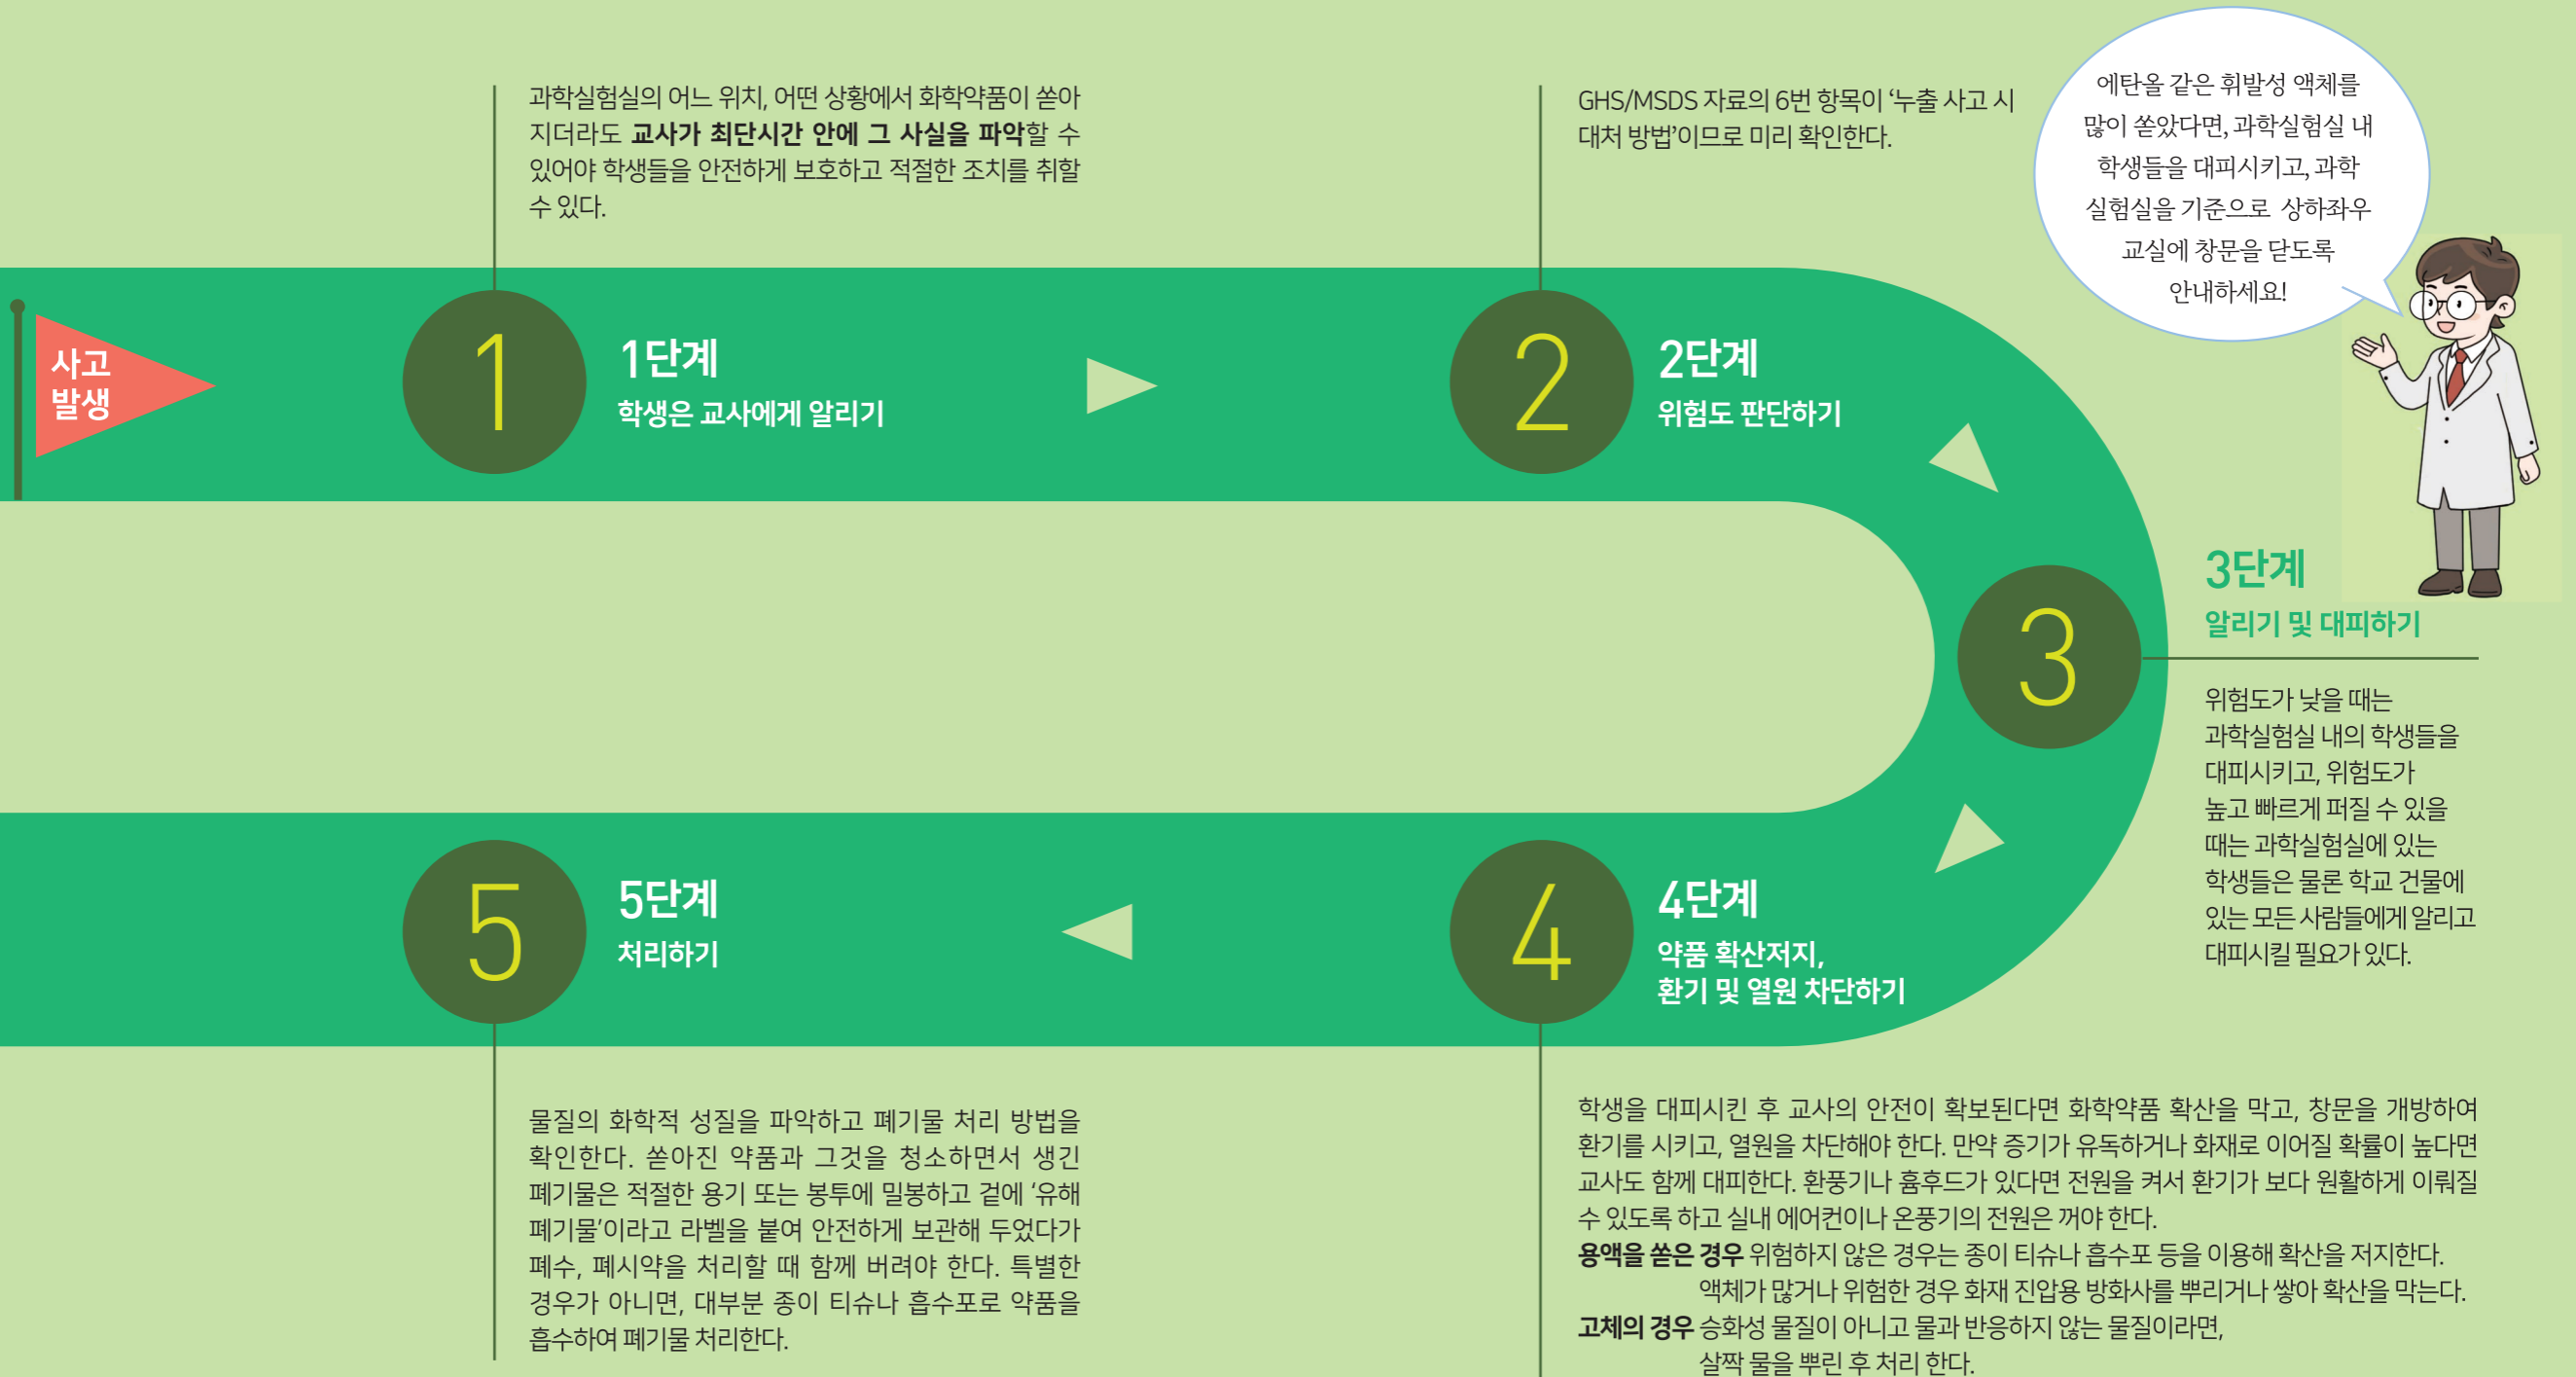 과학실험실의 어느 위치, 어떤 상황에서 화학약품이 쏟아
지더라도 교사가 최단시간 안에 그 사실을 파악할 수
있어야 학생들을 안전하게 보호하고 적절한 조치를 취할
수 있다.
GHS/MSDS 자료의 6번 항목이 ‘누출 사고 시
대처 방법’이므로 미리 확인한다.
에탄올 같은 휘발성 액체를
많이 쏟았다면, 과학실험실 내
학생들을 대피시키고, 과학
실험실을 기준으로 상하좌우
교실에 창문을 닫도록
안내하세요!
사고
발생
1
1단계
학생은 교사에게 알리기
2
2단계
위험도 판단하기
3
3단계
알리기 및 대피하기
위험도가 낮을 때는
과학실험실 내의 학생들을
대피시키고, 위험도가
높고 빠르게 퍼질 수 있을
때는 과학실험실에 있는
학생들은 물론 학교 건물에
있는 모든 사람들에게 알리고
대피시킬 필요가 있다.
4
4단계
약품 확산저지,
환기 및 열원 차단하기
학생을 대피시킨 후 교사의 안전이 확보된다면 화학약품 확산을 막고, 창문을 개방하여
환기를 시키고, 열원을 차단해야 한다. 만약 증기가 유독하거나 화재로 이어질 확률이 높다면
교사도 함께 대피한다. 환풍기나 흄후드가 있다면 전원을 켜서 환기가 보다 원활하게 이뤄질
수 있도록 하고 실내 에어컨이나 온풍기의 전원은 꺼야 한다.
용액을 쏟은 경우 위험하지 않은 경우는 종이 티슈나 흡수포 등을 이용해 확산을 저지한다.
액체가 많거나 위험한 경우 화재 진압용 방화사를 뿌리거나 쌓아 확산을 막는다.
고체의 경우 승화성 물질이 아니고 물과 반응하지 않는 물질이라면,
살짝 물을 뿌린 후 처리 한다.
5
5단계
처리하기
물질의 화학적 성질을 파악하고 폐기물 처리 방법을
확인한다. 쏟아진 약품과 그것을 청소하면서 생긴
폐기물은 적절한 용기 또는 봉투에 밀봉하고 겉에 ‘유해
폐기물’이라고 라벨을 붙여 안전하게 보관해 두었다가
폐수, 폐시약을 처리할 때 함께 버려야 한다. 특별한
경우가 아니면, 대부분 종이 티슈나 흡수포로 약품을
흡수하여 폐기물 처리한다.